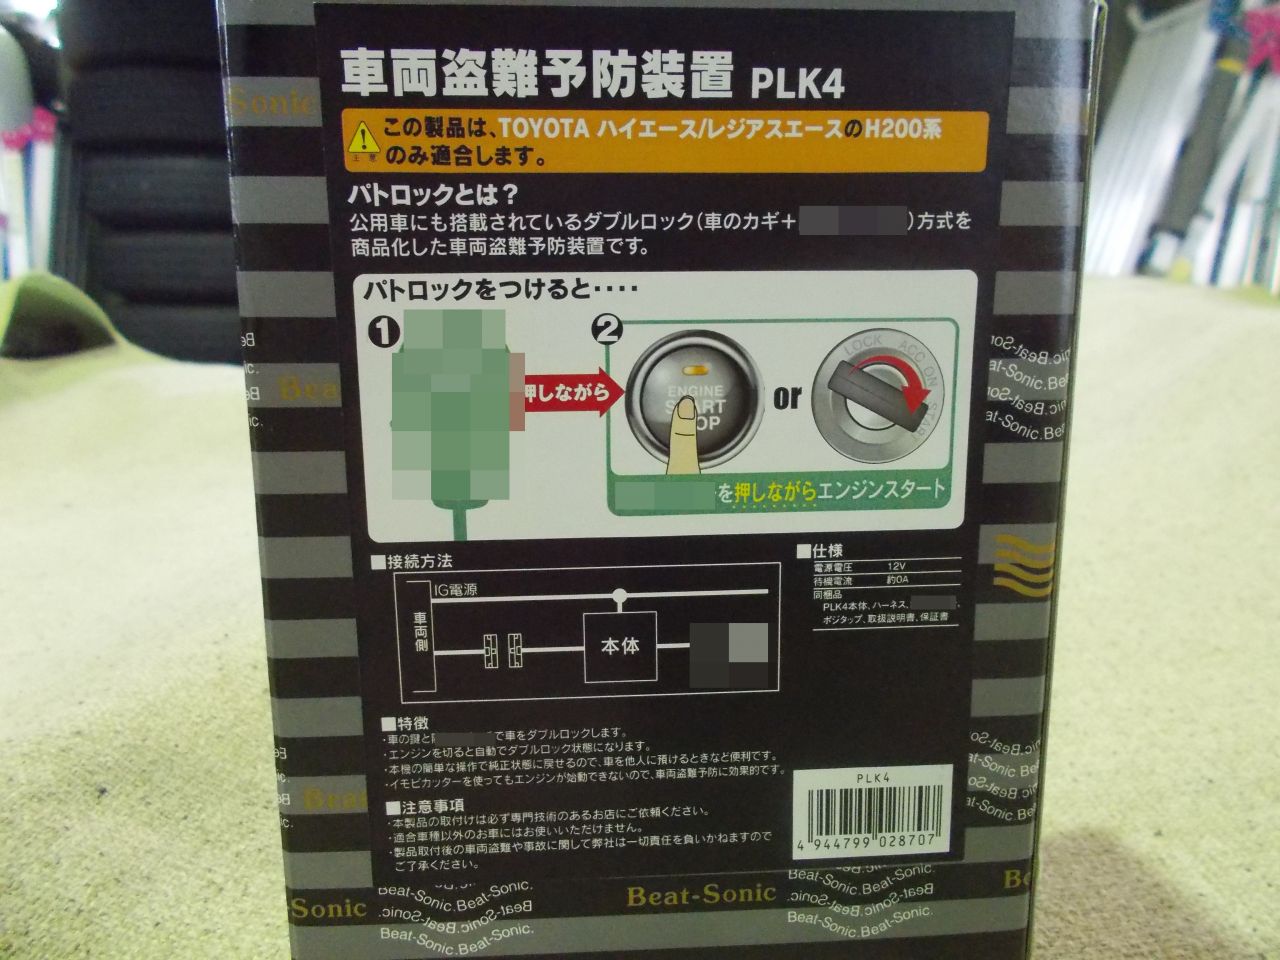 車両盗難予防装置 PLK4
この製品は、TOYOTA ハイエース/レジアスエースのH200系
のみ適合します。
注意
パトロックとは?
公用車にも搭載されているダブルロック(車のカギ+
)方式を
商品化した車両盗難予防装置です。
パトロックをつけると‥‥
1
押しながら
2
ENGINE
START
STOP
or
LOCK ACC ON START
を押しながらエンジンスタート
■接続方法
IG電源
車両側
本体
■仕様
電源電圧 12V
待機電流 約0A
同梱品
PLK4本体、ハーネス、
ポジタップ、取扱説明書、保証書
■特徴
・車の鍵と
で車をダブルロックします。
・エンジンを切ると自動でダブルロック状態になります。
・本機の簡単な操作で純正状態に戻せるので、車を他人に預けるときなど便利です。
・イモビカッターを使ってもエンジンが始動できないので、車両盗難予防に効果的です。
■注意事項
・本製品の取付けは必ず専門技術のあるお店にご依頼ください。
・適合車種以外のお車にはお使いいただけません。
・製品取付後の車両盗難や事故に関して弊社は一切責任を負いかねますので
ご了承ください。
PLK4
4 944799 028707
Beat-Sonic
Sonic
Beat-Sonic.Beat-Sonic.
Beat-Sonic.Beat-Sonic.